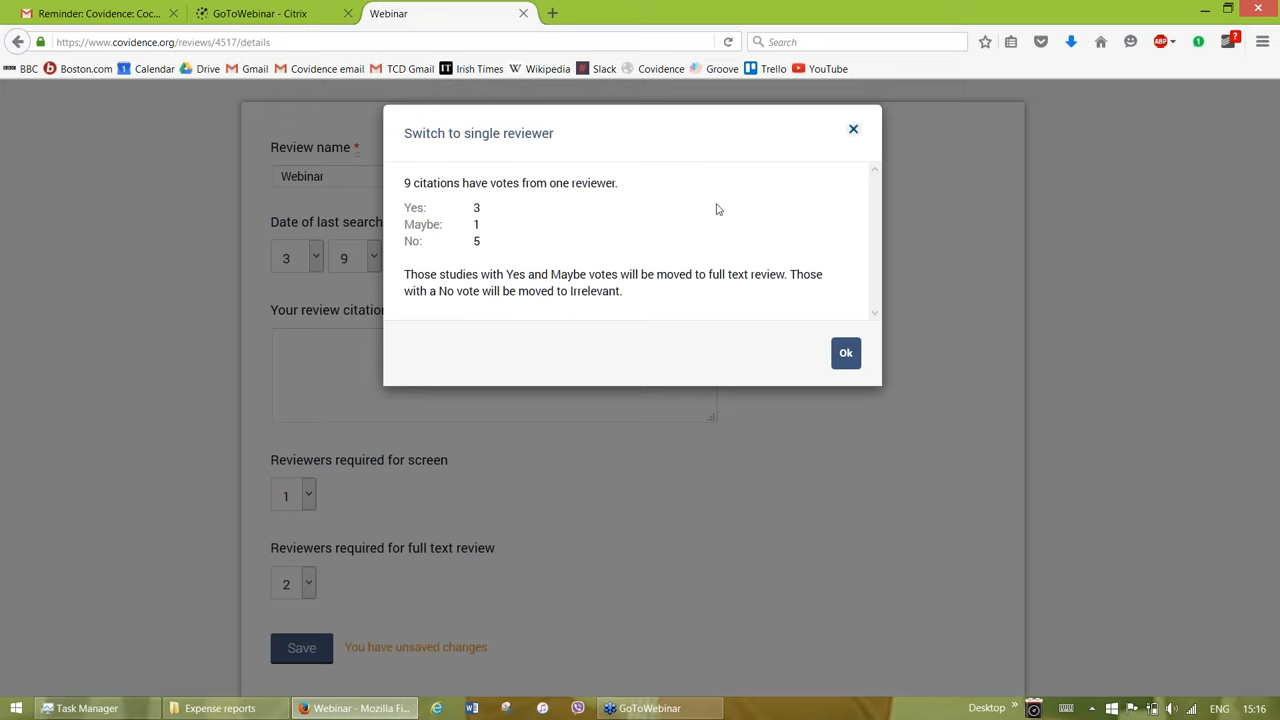 Reminder: Covidence: Coc...
GoToWebinar - Citrix
Webinar
https://www.covidence.org/reviews/4517/details
Search
ABP
1
?
BBC
Boston.com
1 Calendar
Drive
Gmail
Covidence email
TCD Gmail
IT Irish Times
W Wikipedia
# Slack
Covidence
Groove
Trello
YouTube
Review name *
Webinar
Date of last search
3
9
Your review citation
Switch to single reviewer
9 citations have votes from one reviewer.
Yes: 3
Maybe: 1
No: 5
Those studies with Yes and Maybe votes will be moved to full text review. Those
with a No vote will be moved to Irrelevant.
Ok
Reviewers required for screen
1
Reviewers required for full text review
2
Save
You have unsaved changes
Task Manager
Expense reports
Webinar - Mozilla Fi...
GoToWebinar
Desktop
ENG
15:16